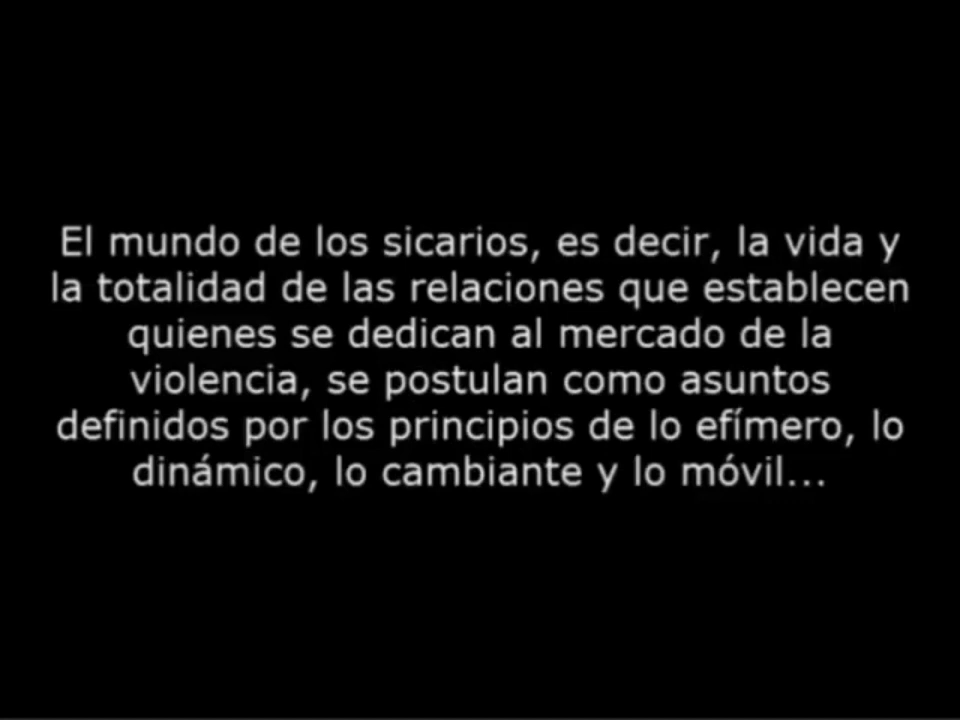 El mundo de los sicarios, es decir, la vida y
la totalidad de las relaciones que establecen
quienes se dedican al mercado de la
violencia, se postulan como asuntos
definidos por los principios de lo efímero, lo
dinámico, lo cambiante y lo móvil...